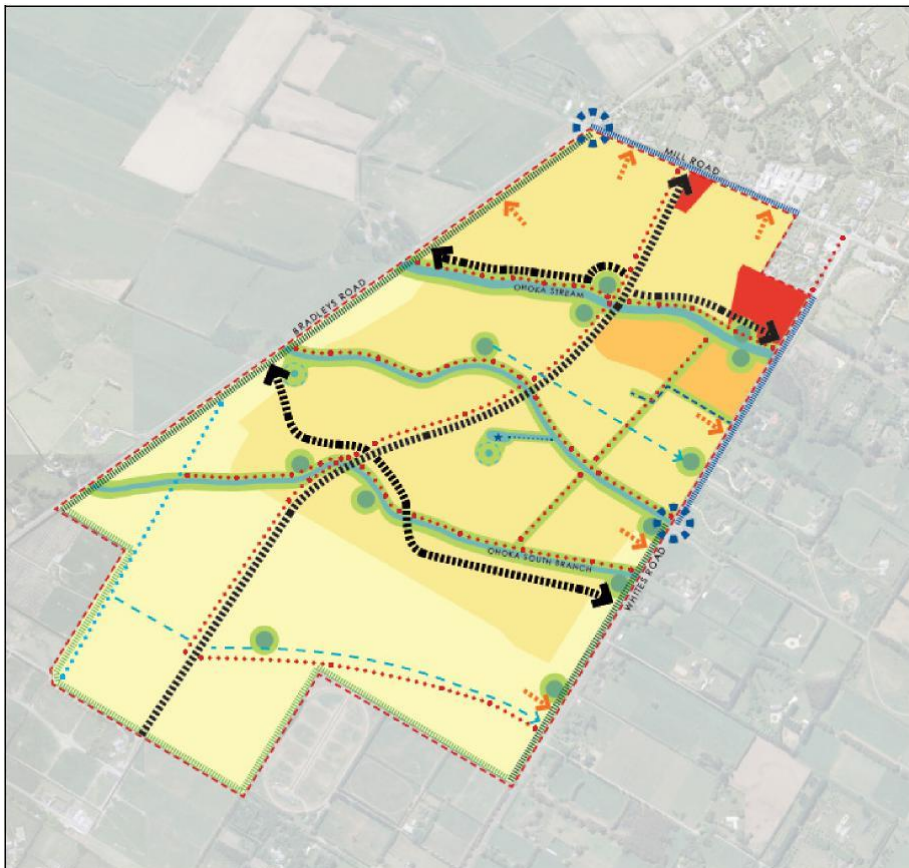 MILL ROAD
BRADLEYS ROAD
OHOKA STREAM
OHOKA SOUTH BRANCH
WHITES ROAD